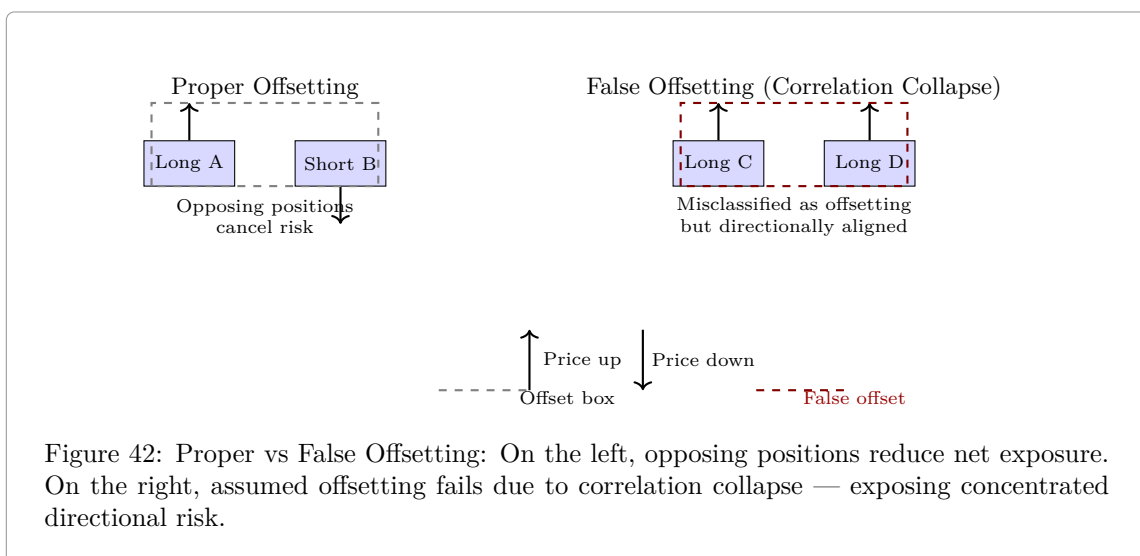 Proper Offsetting
Long A
Short B
Opposing positions
cancel risk
False Offsetting (Correlation Collapse)
Long C
Long D
Misclassified as offsetting
but directionally aligned
Price up
Price down
Offset box
False offset
Figure 42: Proper vs False Offsetting: On the left, opposing positions reduce net exposure.
On the right, assumed offsetting fails due to correlation collapse — exposing concentrated
directional risk.